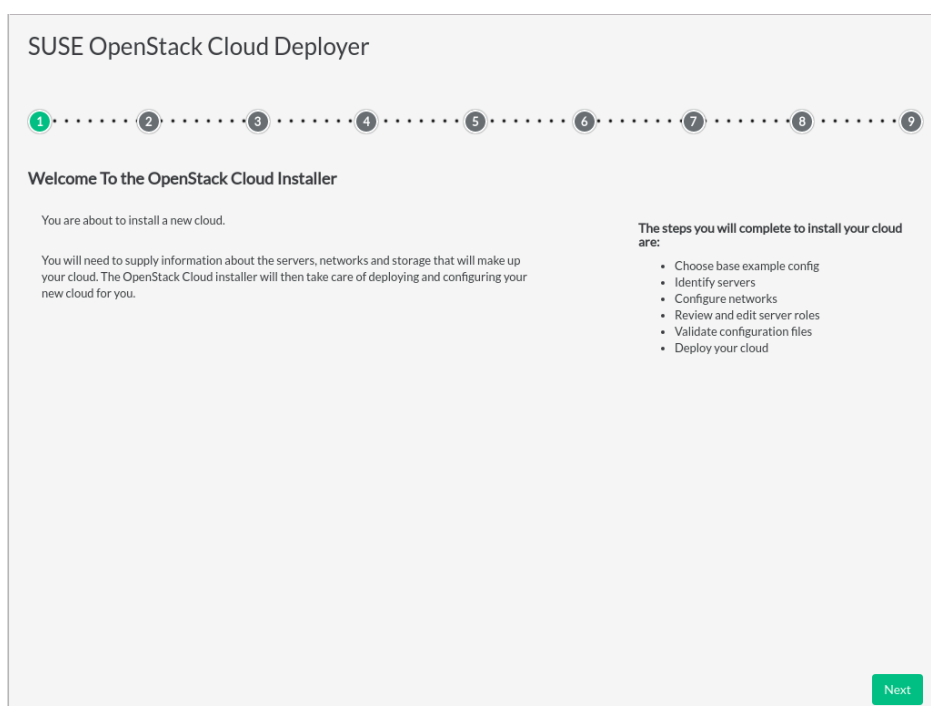 SUSE OpenStack Cloud Deployer
1 2 3 4 5 6 7 8 9
Welcome To the OpenStack Cloud Installer
You are about to install a new cloud.
You will need to supply information about the servers, networks and storage that will make up
your cloud. The OpenStack Cloud installer will then take care of deploying and configuring your
new cloud for you.
The steps you will complete to install your cloud
are:
• Choose base example config
• Identify servers
• Configure networks
• Review and edit server roles
• Validate configuration files
• Deploy your cloud
Next